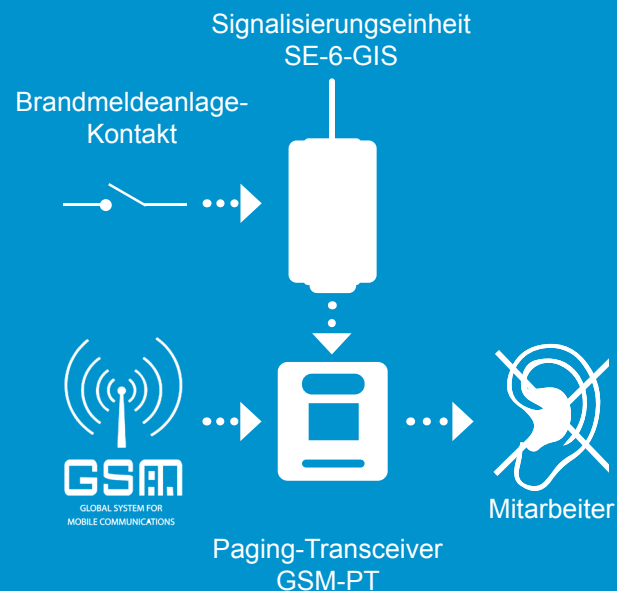 Signalisierungseinheit
SE-6-GIS
Brandmeldeanlage-
Kontakt
GSM
GLOBAL SYSTEM FOR
MOBILE COMMUNICATIONS
Mitarbeiter
Paging-Transceiver
GSM-PT